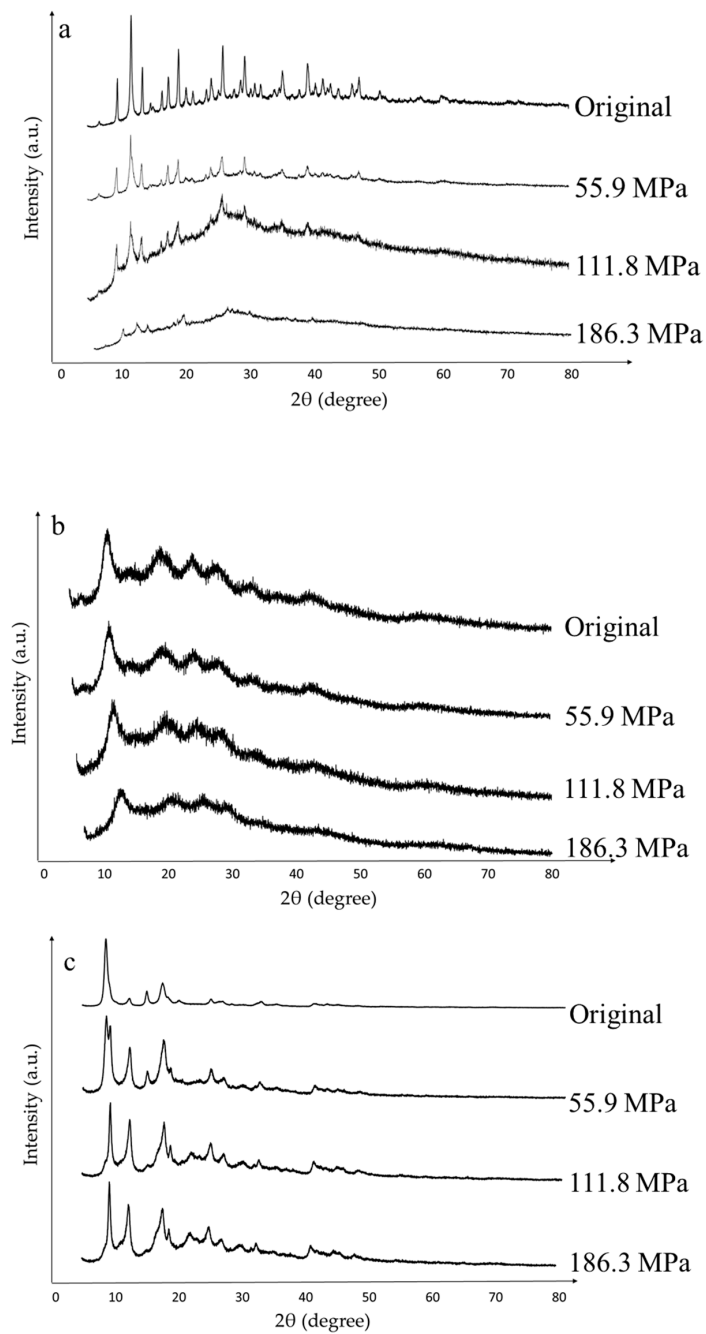 a
Intensity (a.u.)
Original
55.9 MPa
111.8 MPa
186.3 MPa
0 10 20 30 40 50 60 70 80
2θ (degree)
b
Intensity (a.u.)
Original
55.9 MPa
111.8 MPa
186.3 MPa
0 10 20 30 40 50 60 70 80
2θ (degree)
c
Intensity (a.u.)
Original
55.9 MPa
111.8 MPa
186.3 MPa
0 10 20 30 40 50 60 70 80
2θ (degree)